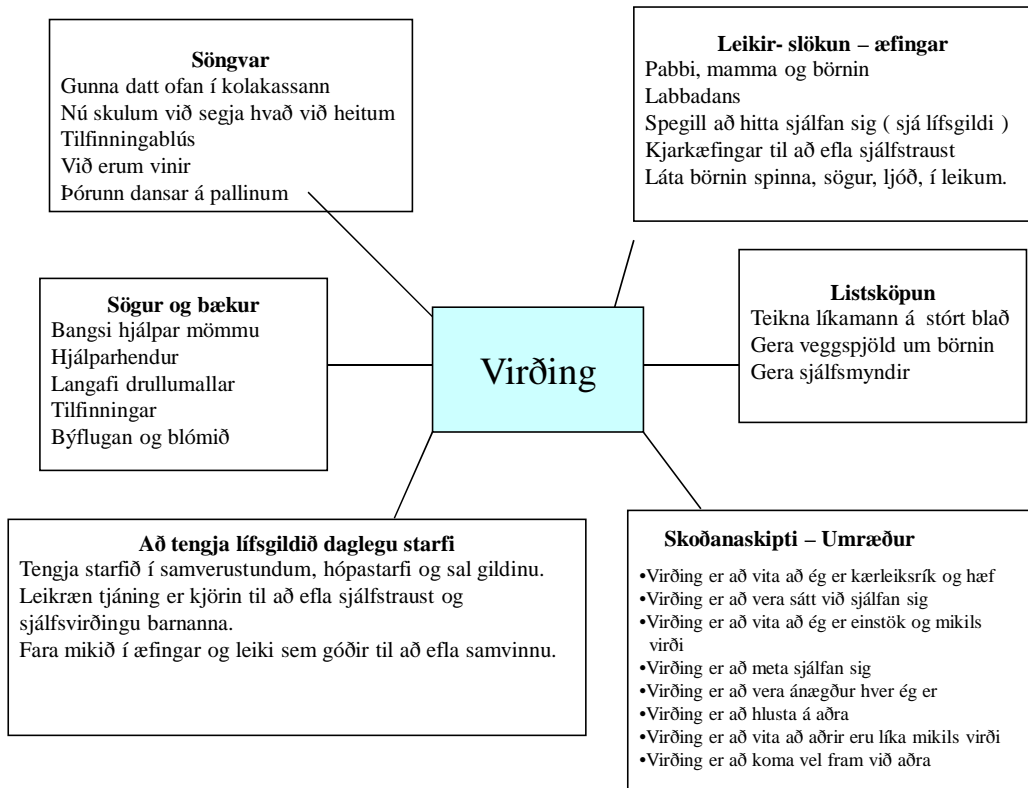 Söngvar
Gunna datt ofan í kolakassann
Nú skulum við segja hvað við heitum
Tilfinningablús
Við erum vinir
Þórunn dansar á pallinum
Leikir- slökun – æfingar
Pabbi, mamma og börnin
Labbadans
Spegill að hitta sjálfan sig ( sjá lífsgildi )
Kjarkæfingar til að efla sjálfstraust
Láta börnin spinna, sögur, ljóð, í leikum.
Sögur og bækur
Bangsi hjálpar mömmu
Hjálparhendur
Langafi drullumallar
Tilfinningar
Býflugan og blómið
Virðing
Listsköpun
Teikna líkamann á stórt blað
Gera veggspjöld um börnin
Gera sjálfsmyndir
Að tengja lífsgildið daglegu starfi
Tengja starfið í samverustundum, hópastarfi og sal gildinu.
Leikræn tjáning er kjörin til að efla sjálfstraust og
sjálfsvirðingu barnanna.
Fara mikið í æfingar og leiki sem góðir til að efla samvinnu.
Skoðanaskipti – Umræður
•Virðing er að vita að ég er kærleiksrík og hæf
•Virðing er að vera sátt við sjálfan sig
•Virðing er að vita að ég er einstök og mikils
virði
•Virðing er að meta sjálfan sig
•Virðing er að vera ánægður hver ég er
•Virðing er að hlusta á aðra
•Virðing er að vita að aðrir eru líka mikils virði
•Virðing er að koma vel fram við aðra